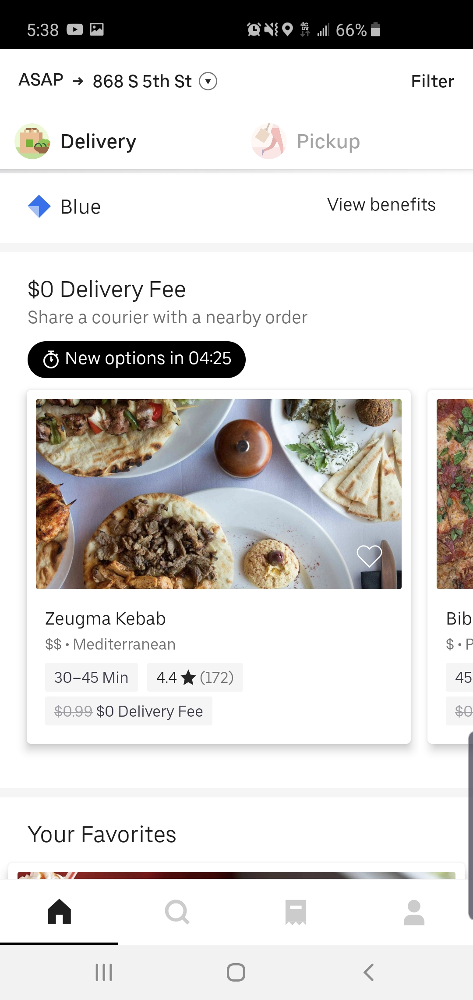 5:38 4G LTE 66%
ASAP → 868 S 5th St Filter
Delivery Pickup
Blue View benefits
$0 Delivery Fee
Share a courier with a nearby order
New options in 04:25
Zeugma Kebab
$$ • Mediterranean
30–45 Min 4.4 ★ (172)
$0.99 $0 Delivery Fee
Bib
$ • P
45
$0
Your Favorites